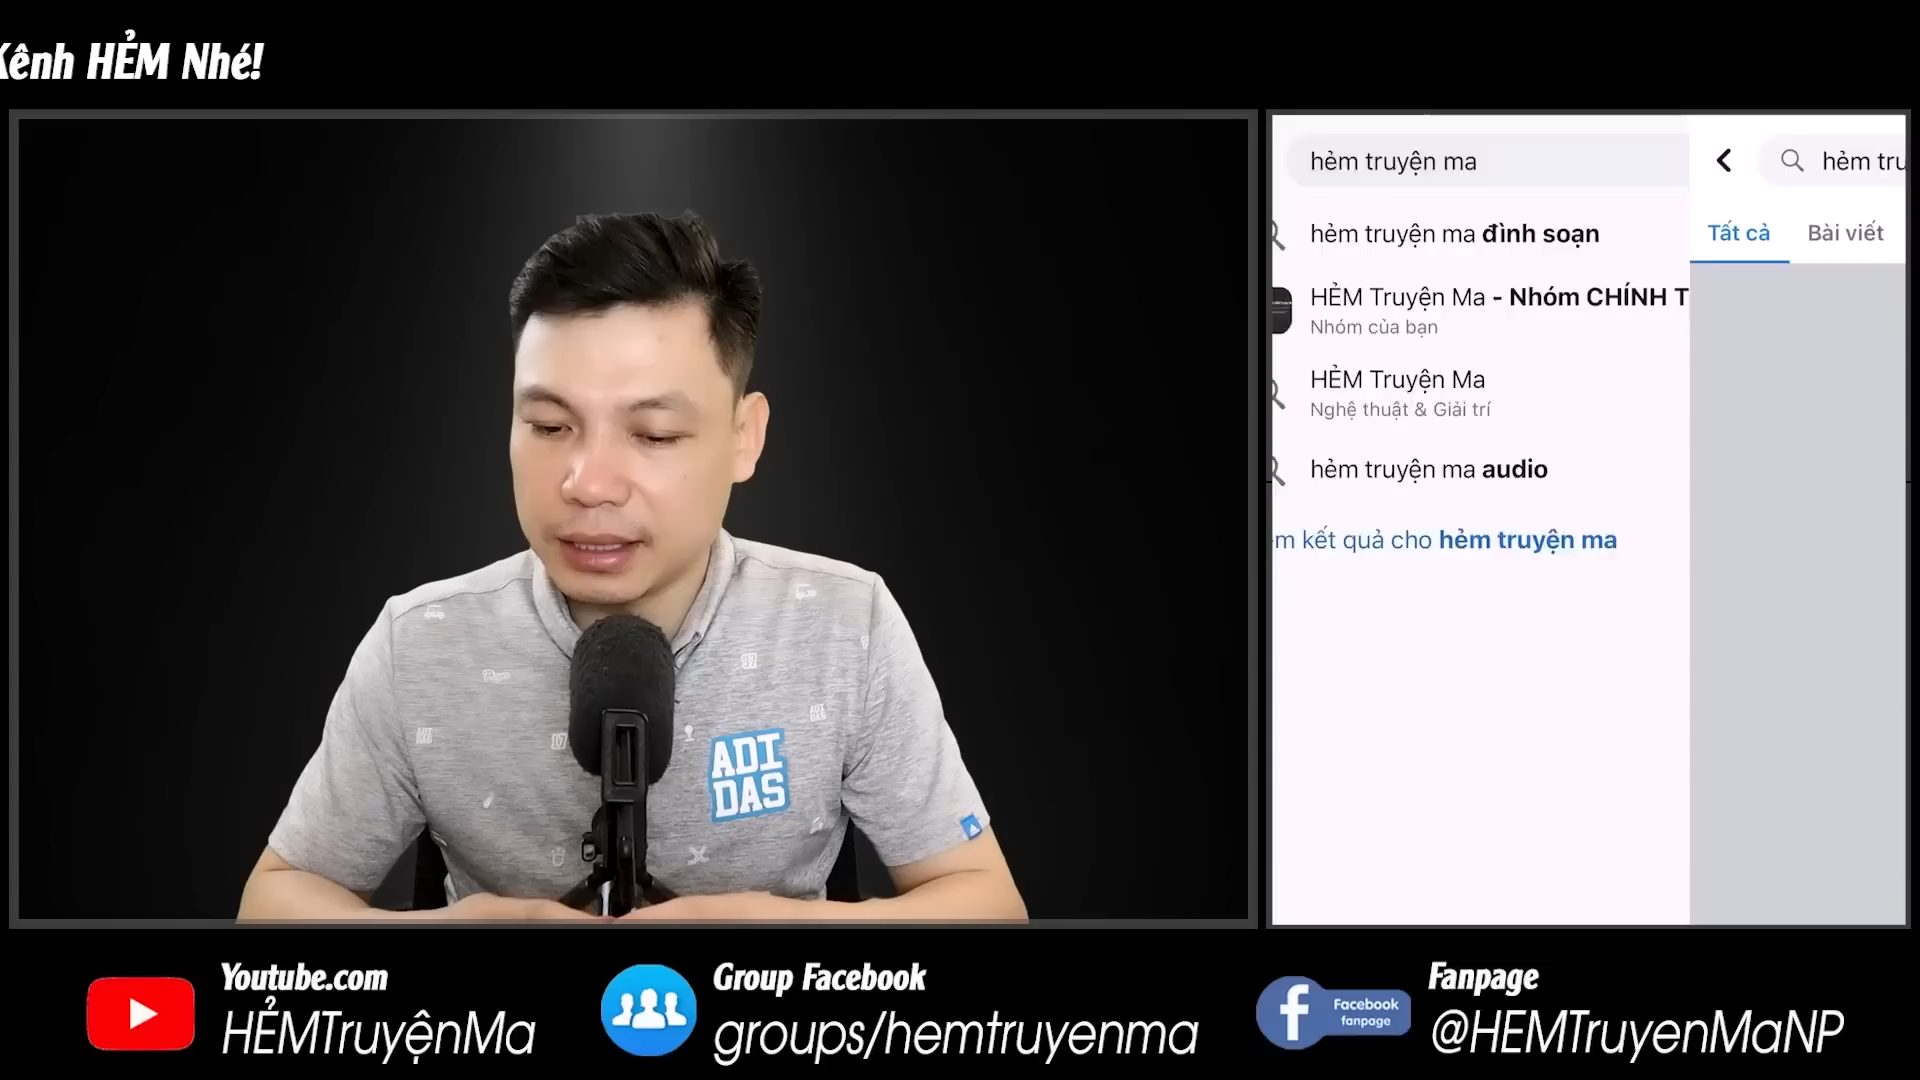 Kênh HẺM Nhé!
hẻm truyện ma
hẻm truyện ma đình soạn
HẺM Truyện Ma - Nhóm CHÍNH T
Nhóm của bạn
HẺM Truyện Ma
Nghệ thuật & Giải trí
hẻm truyện ma audio
m kết quả cho hẻm truyện ma
hẻm tru
Tất cả Bài viết
ADI
DAS
Youtube.com
HẺMTruyệnMa
Group Facebook
groups/hemtruyenma
Facebook
fanpage
Fanpage
@HEMTruyenMaNP